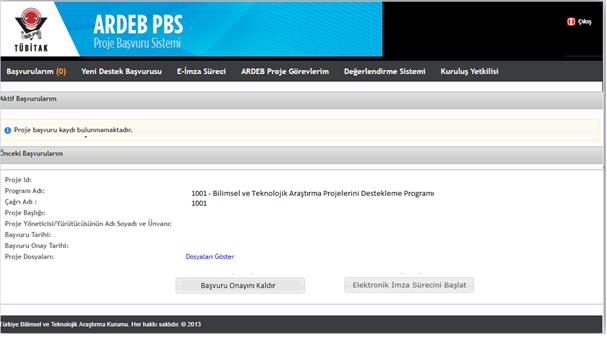 TÜBİTAK
ARDEB PBS
Proje Başvuru Sistemi
Çıkış
Başvurularım (0) Yeni Destek Başvurusu E-İmza Süreci ARDEB Proje Görevlerim Değerlendirme Sistemi Kuruluş Yetkilisi
Aktif Başvurularım
Proje başvuru kaydı bulunmamaktadır.
Önceki Başvurularım
Proje Id:
Program Adı: 1001 - Bilimsel ve Teknolojik Araştırma Projelerini Destekleme Programı
Çağrı Adı : 1001
Proje Başlığı:
Proje Yöneticisi/Yürütücüsünün Adı Soyadı ve Ünvanı:
Başvuru Tarihi:
Başvuru Onay Tarihi:
Proje Dosyaları: Dosyaları Göster
Başvuru Onayını Kaldır Elektronik İmza Sürecini Başlat
Türkiye Bilimsel ve Teknolojik Araştırma Kurumu. Her hakkı saklıdır. © 2013